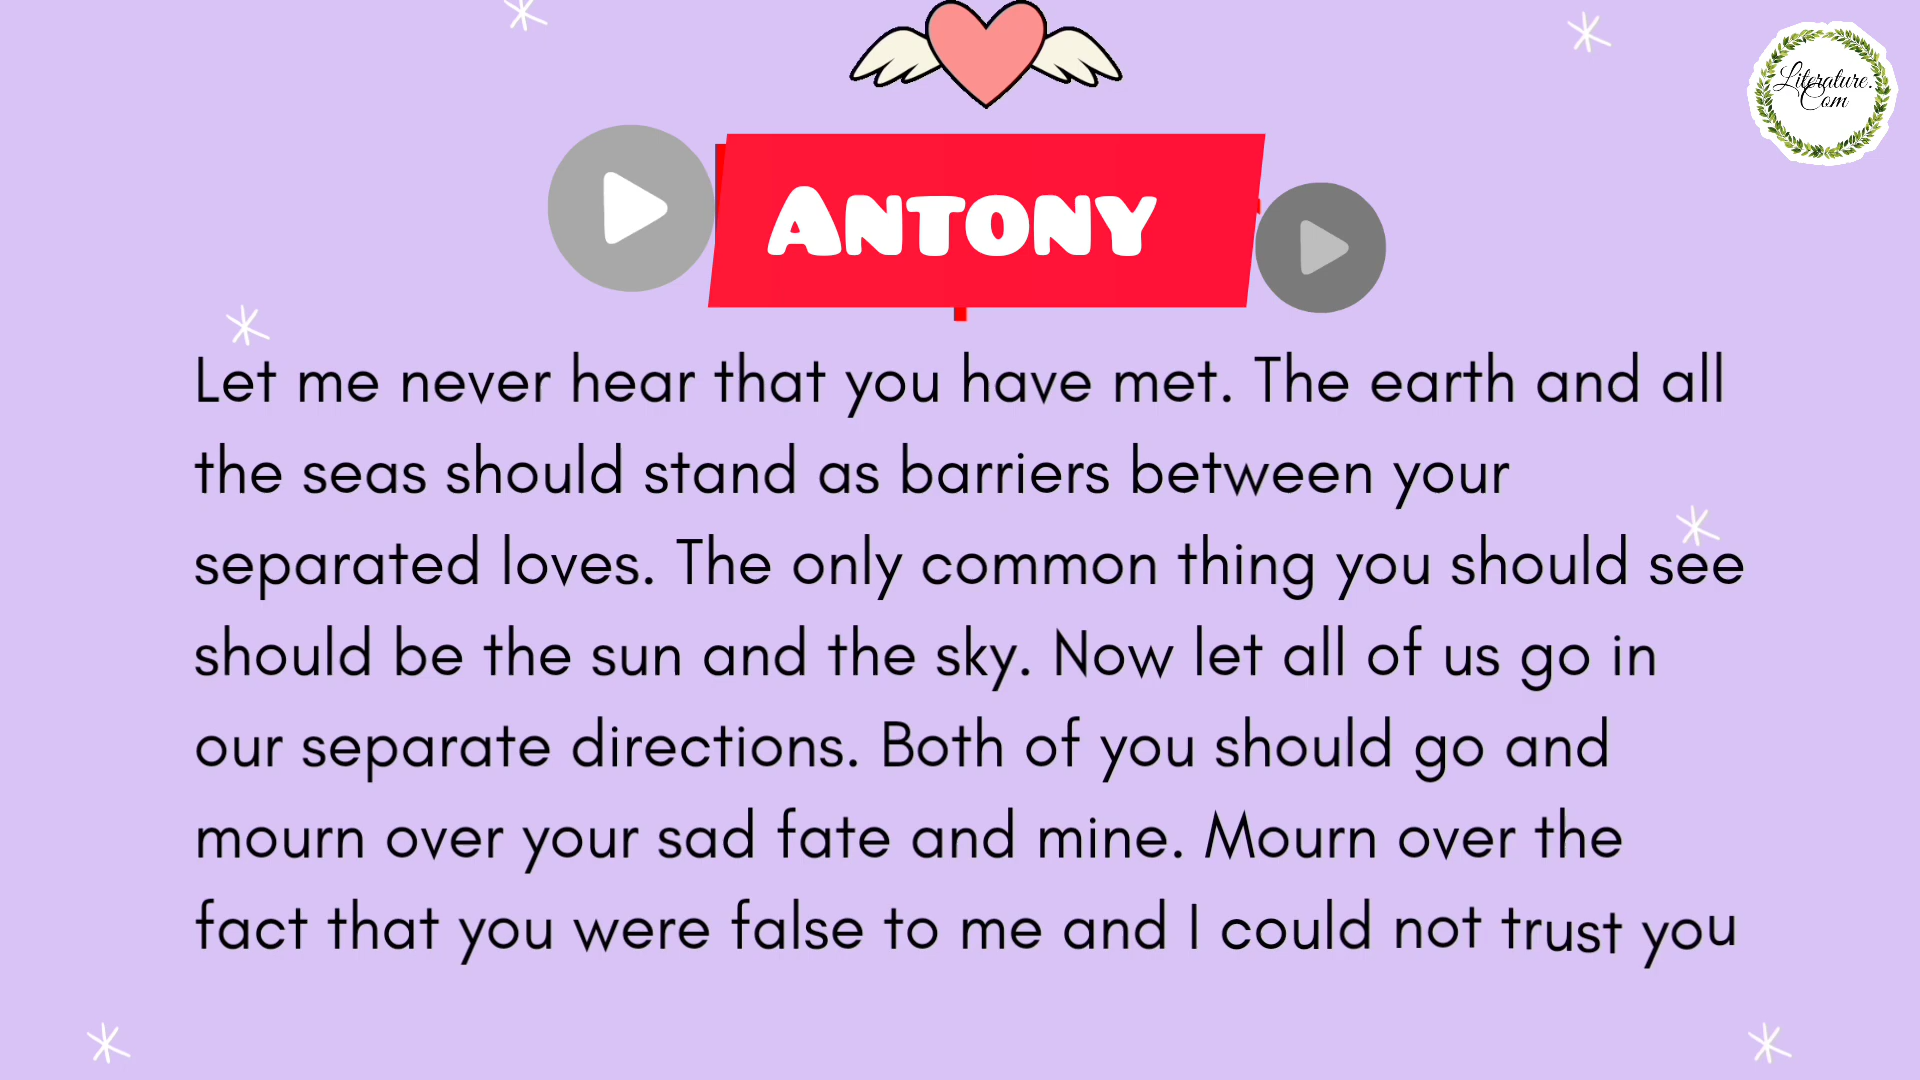 Literature.
Com
Antony
Let me never hear that you have met. The earth and all
the seas should stand as barriers between your
separated loves. The only common thing you should see
should be the sun and the sky. Now let all of us go in
our separate directions. Both of you should go and
mourn over your sad fate and mine. Mourn over the
fact that you were false to me and I could not trust you